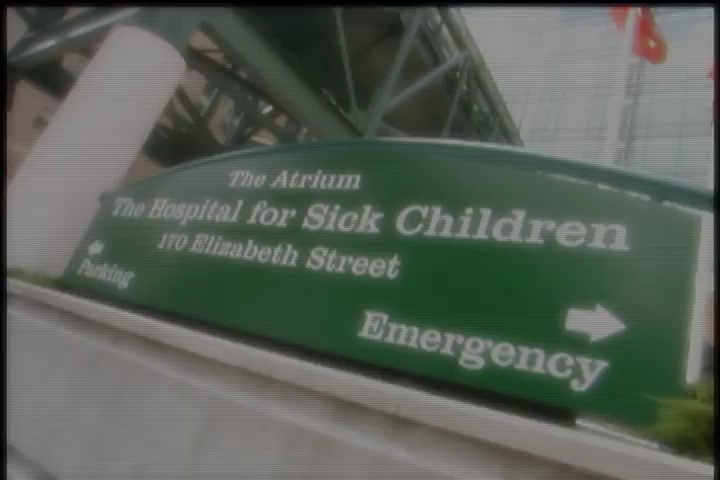 The Atrium
The Hospital for Sick Children
170 Elizabeth Street
Parking
Emergency